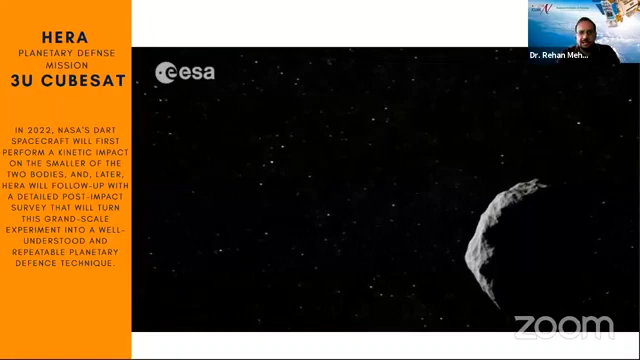 HERA
PLANETARY DEFNSE
MISSION
3U CUBESAT
IN 2022, NASA'S DART
SPACECRAFT WILL FIRST
PERFORM A KINETIC IMPACT
ON THE SMALLER OF THE
TWO BODIES, AND, LATER,
HERA WILL FOLLOW-UP WITH
A DETAILED POST-IMPACT
SURVEY THAT WILL TURN
THIS GRAND-SCALE
EXPERIMENT INTO A WELL-
UNDERSTOOD AND
REPEATABLE PLANETARY
DEFENCE TECHNIQUE.
esa
Dr. Rehan Meh...
zoom